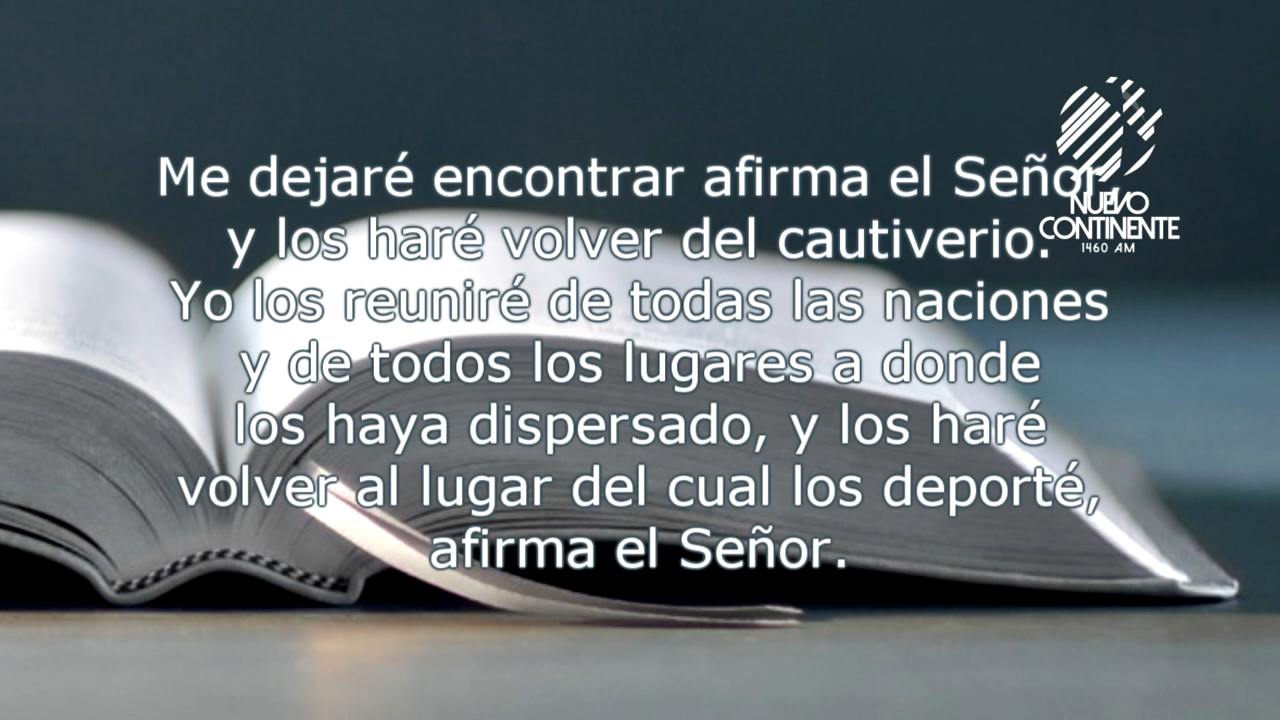 Me dejaré encontrar afirma el Señor,
y los haré volver del cautiverio.
Yo los reuniré de todas las naciones
y de todos los lugares a donde
los haya dispersado, y los haré
volver al lugar del cual los deporté,
afirma el Señor.
NUEVO
CONTINENTE
1460 AM